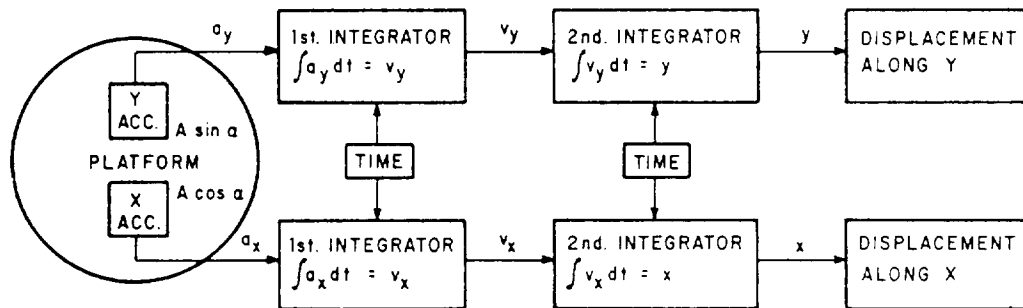 a_y
1st. INTEGRATOR
∫a_y dt = v_y
v_y
2nd. INTEGRATOR
∫v_y dt = y
y
DISPLACEMENT
ALONG Y
Y
ACC.
A sin α
PLATFORM
TIME
TIME
X
ACC.
A cos α
a_x
1st. INTEGRATOR
∫a_x dt = v_x
v_x
2nd. INTEGRATOR
∫v_x dt = x
x
DISPLACEMENT
ALONG X